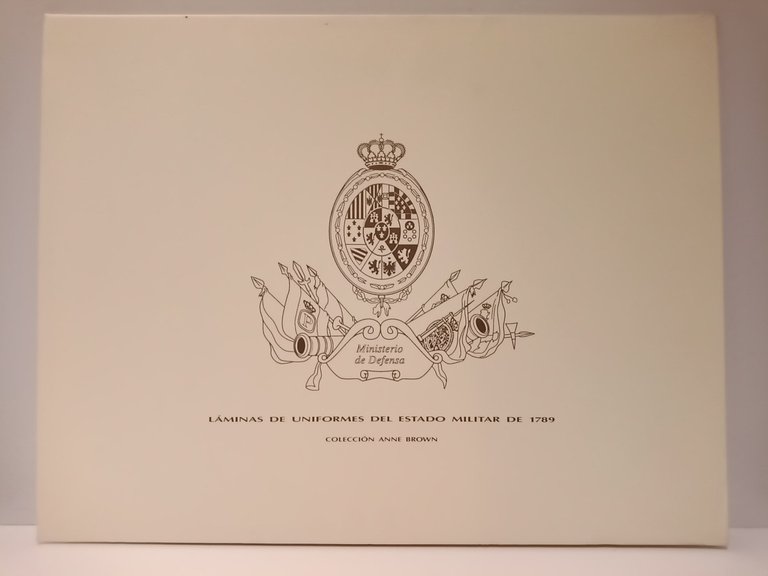 Ministerio
de Defensa
LÁMINAS DE UNIFORMES DEL ESTADO MILITAR DE 1789
COLECCIÓN ANNE BROWN